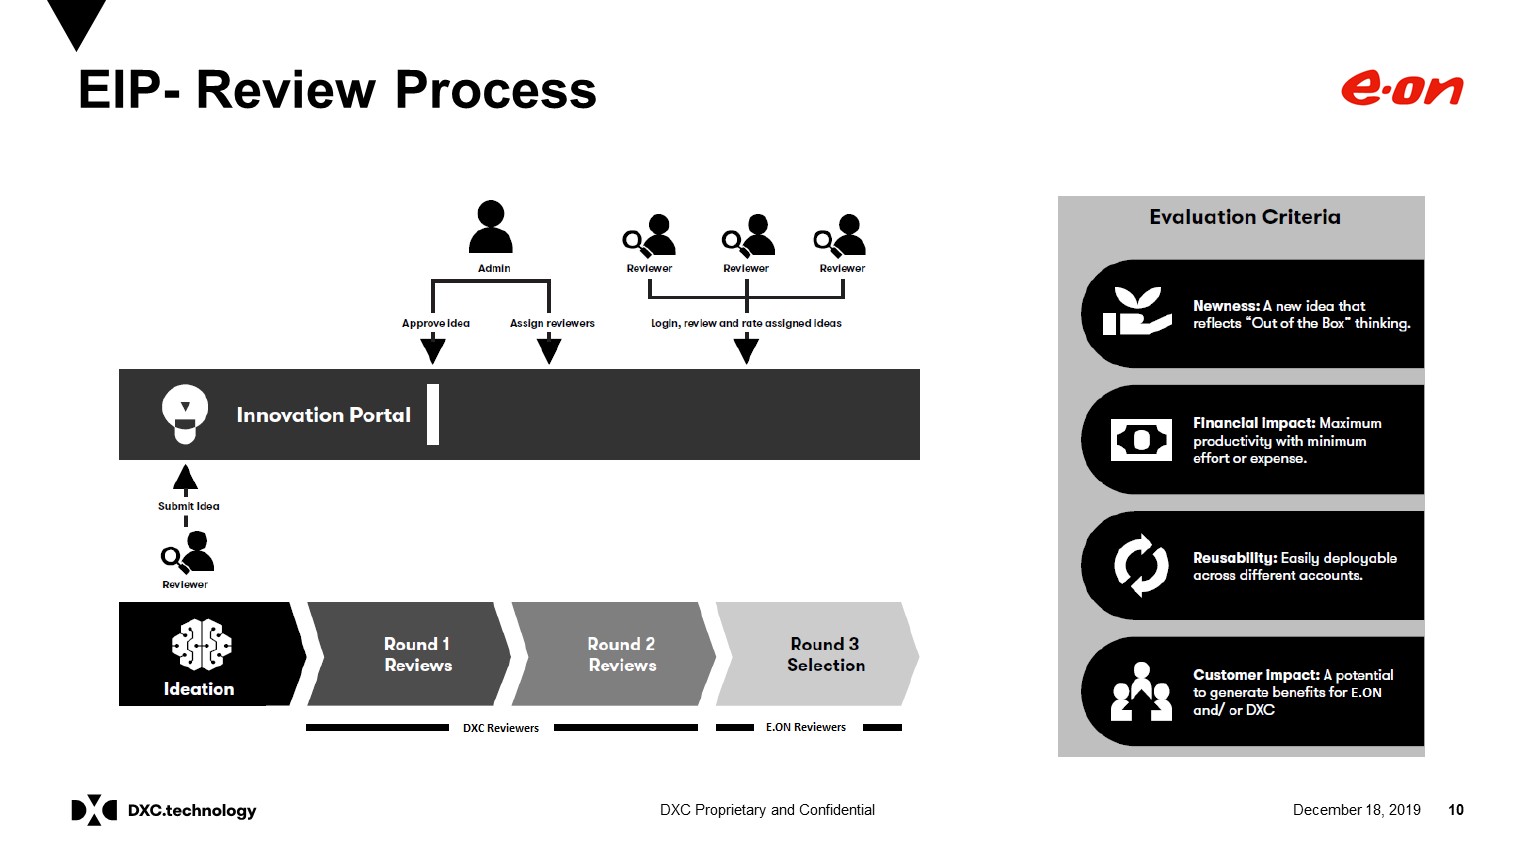 EIP- Review Process
e·on
Admin
Reviewer
Reviewer
Reviewer
Approve idea
Assign reviewers
Login, review and rate assigned ideas
Innovation Portal
Submit Idea
Reviewer
Ideation
Round 1
Reviews
Round 2
Reviews
Round 3
Selection
DXC Reviewers
E.ON Reviewers
Evaluation Criteria
Newness: A new idea that
reflects “Out of the Box” thinking.
Financial Impact: Maximum
productivity with minimum
effort or expense.
Reusability: Easily deployable
across different accounts.
Customer Impact: A potential
to generate benefits for E.ON
and/ or DXC
DXC.technology
DXC Proprietary and Confidential
December 18, 2019
10